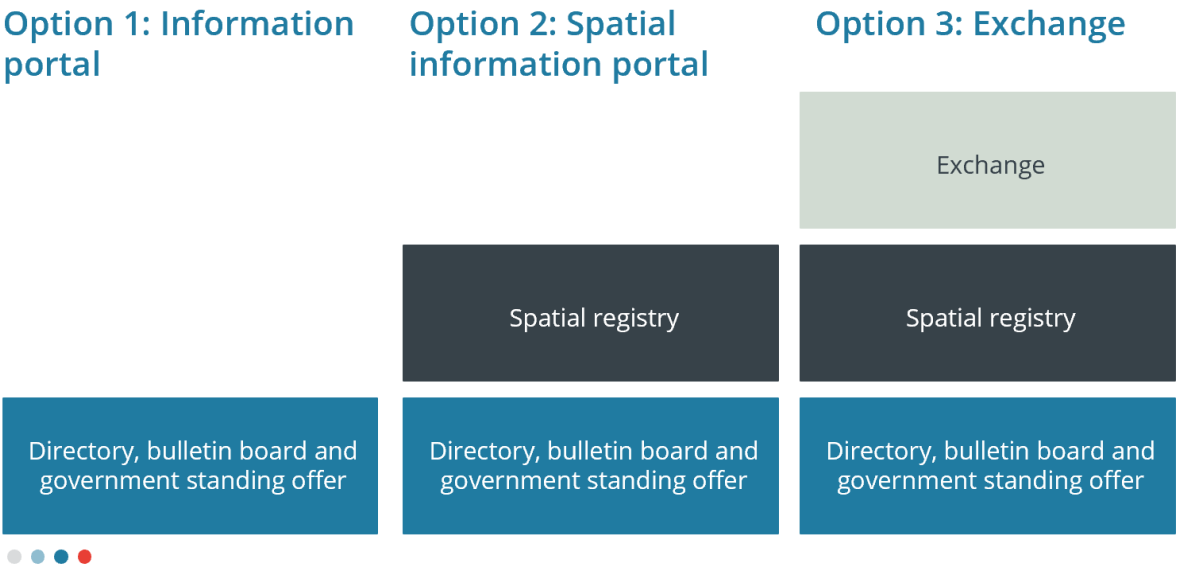 Option 1: Information
portal
Option 2: Spatial
information portal
Option 3: Exchange
Exchange
Spatial registry
Spatial registry
Directory, bulletin board and
government standing offer
Directory, bulletin board and
government standing offer
Directory, bulletin board and
government standing offer